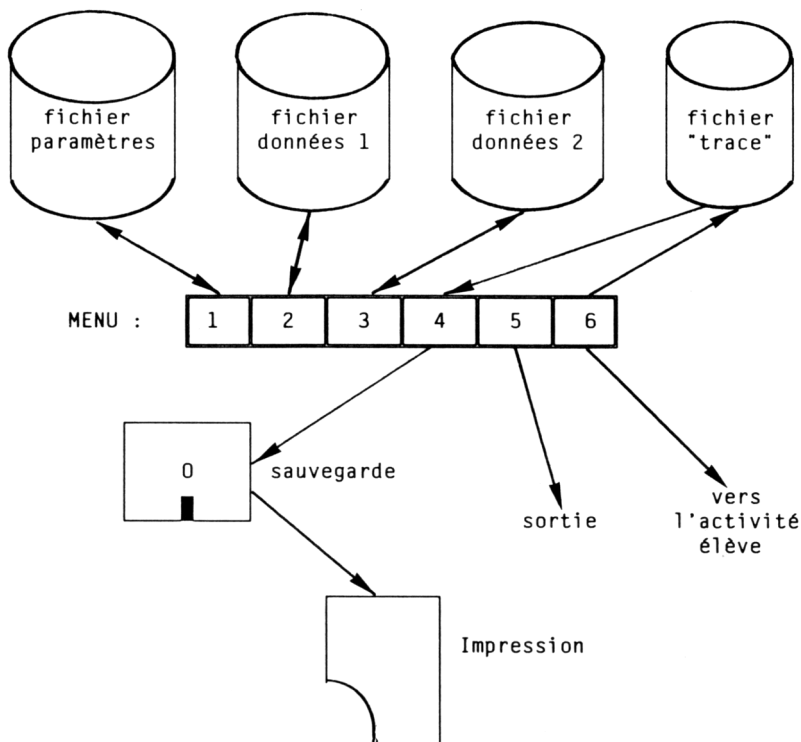 fichier
paramètres
fichier
données 1
fichier
données 2
fichier
"trace"
MENU :
1
2
3
4
5
6
0
sauvegarde
sortie
vers
l'activité
élève
Impression